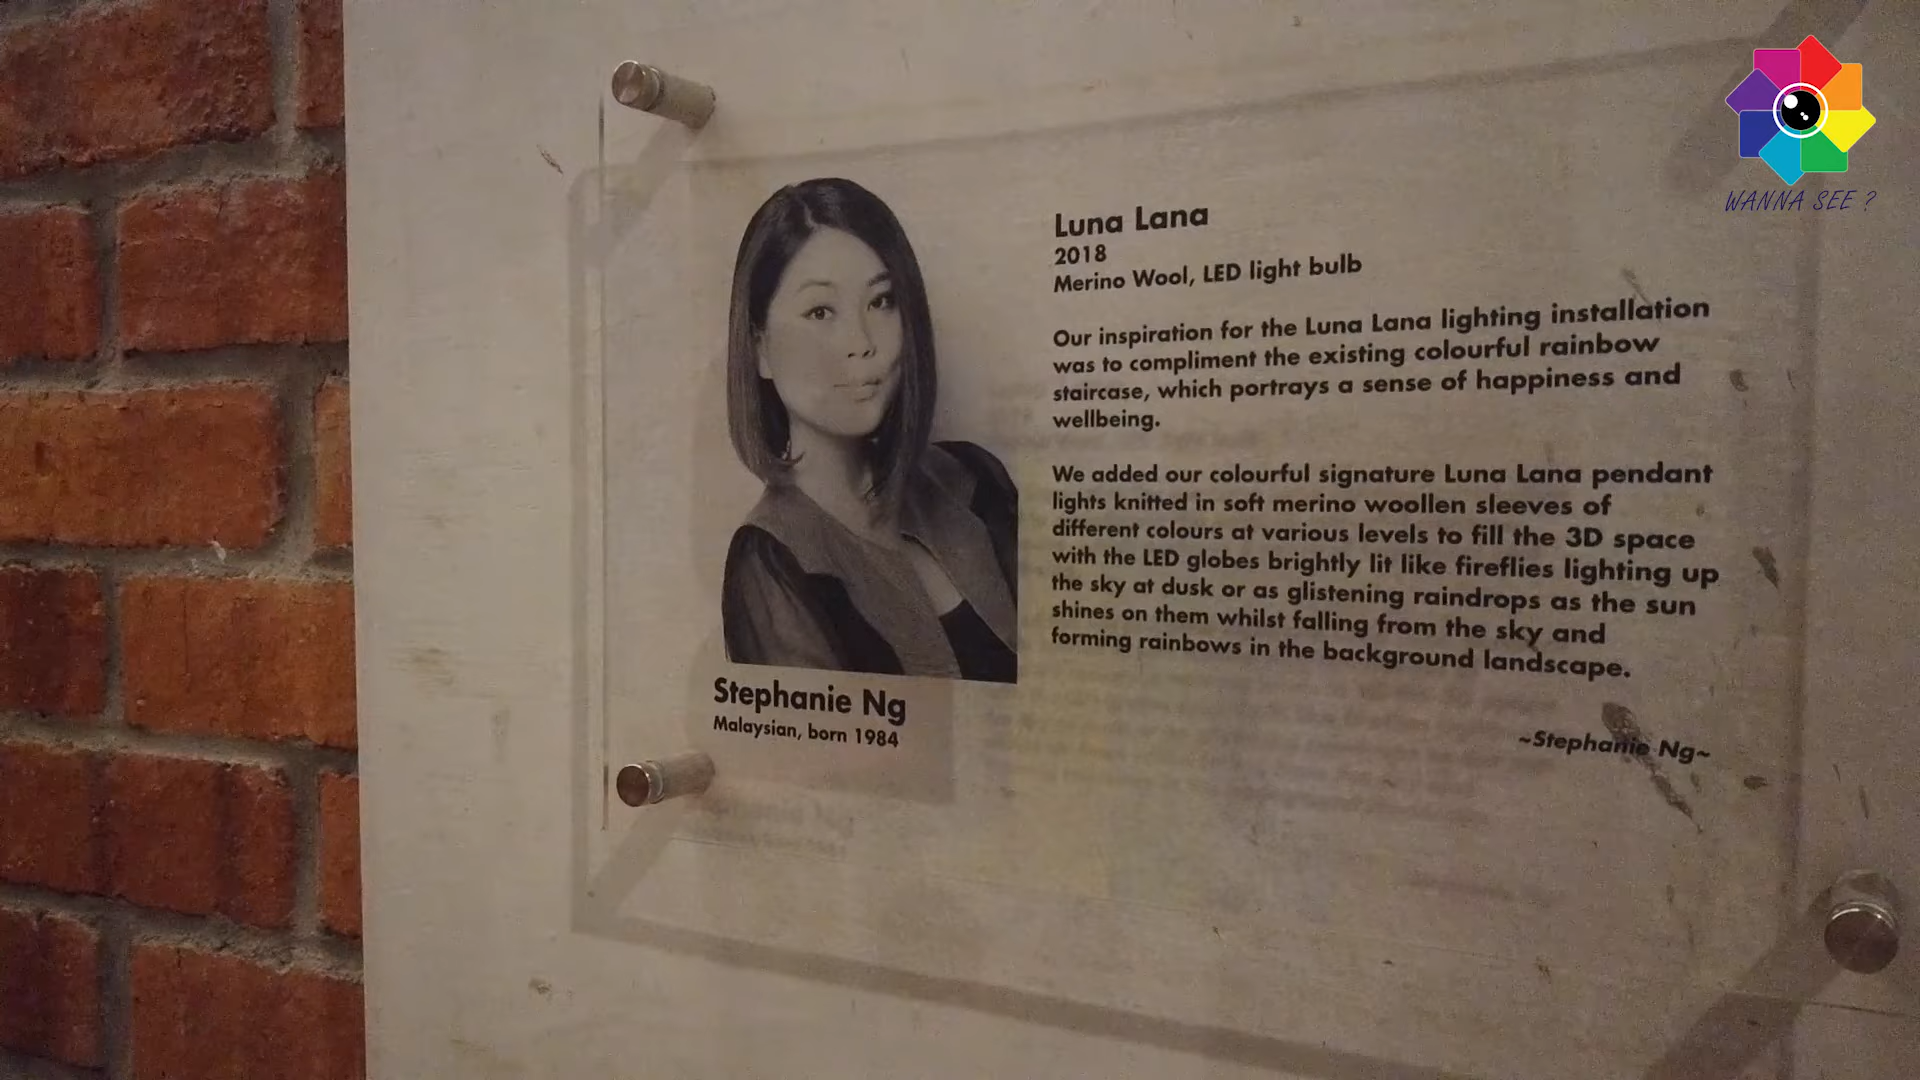 WANNA SEE ?
Luna Lana
2018
Merino Wool, LED light bulb
Our inspiration for the Luna Lana lighting installation
was to compliment the existing colourful rainbow
staircase, which portrays a sense of happiness and
wellbeing.
We added our colourful signature Luna Lana pendant
lights knitted in soft merino woollen sleeves of
different colours at various levels to fill the 3D space
with the LED globes brightly lit like fireflies lighting up
the sky at dusk or as glistening raindrops as the sun
shines on them whilst falling from the sky and
forming rainbows in the background landscape.
~Stephanie Ng~
Stephanie Ng
Malaysian, born 1984